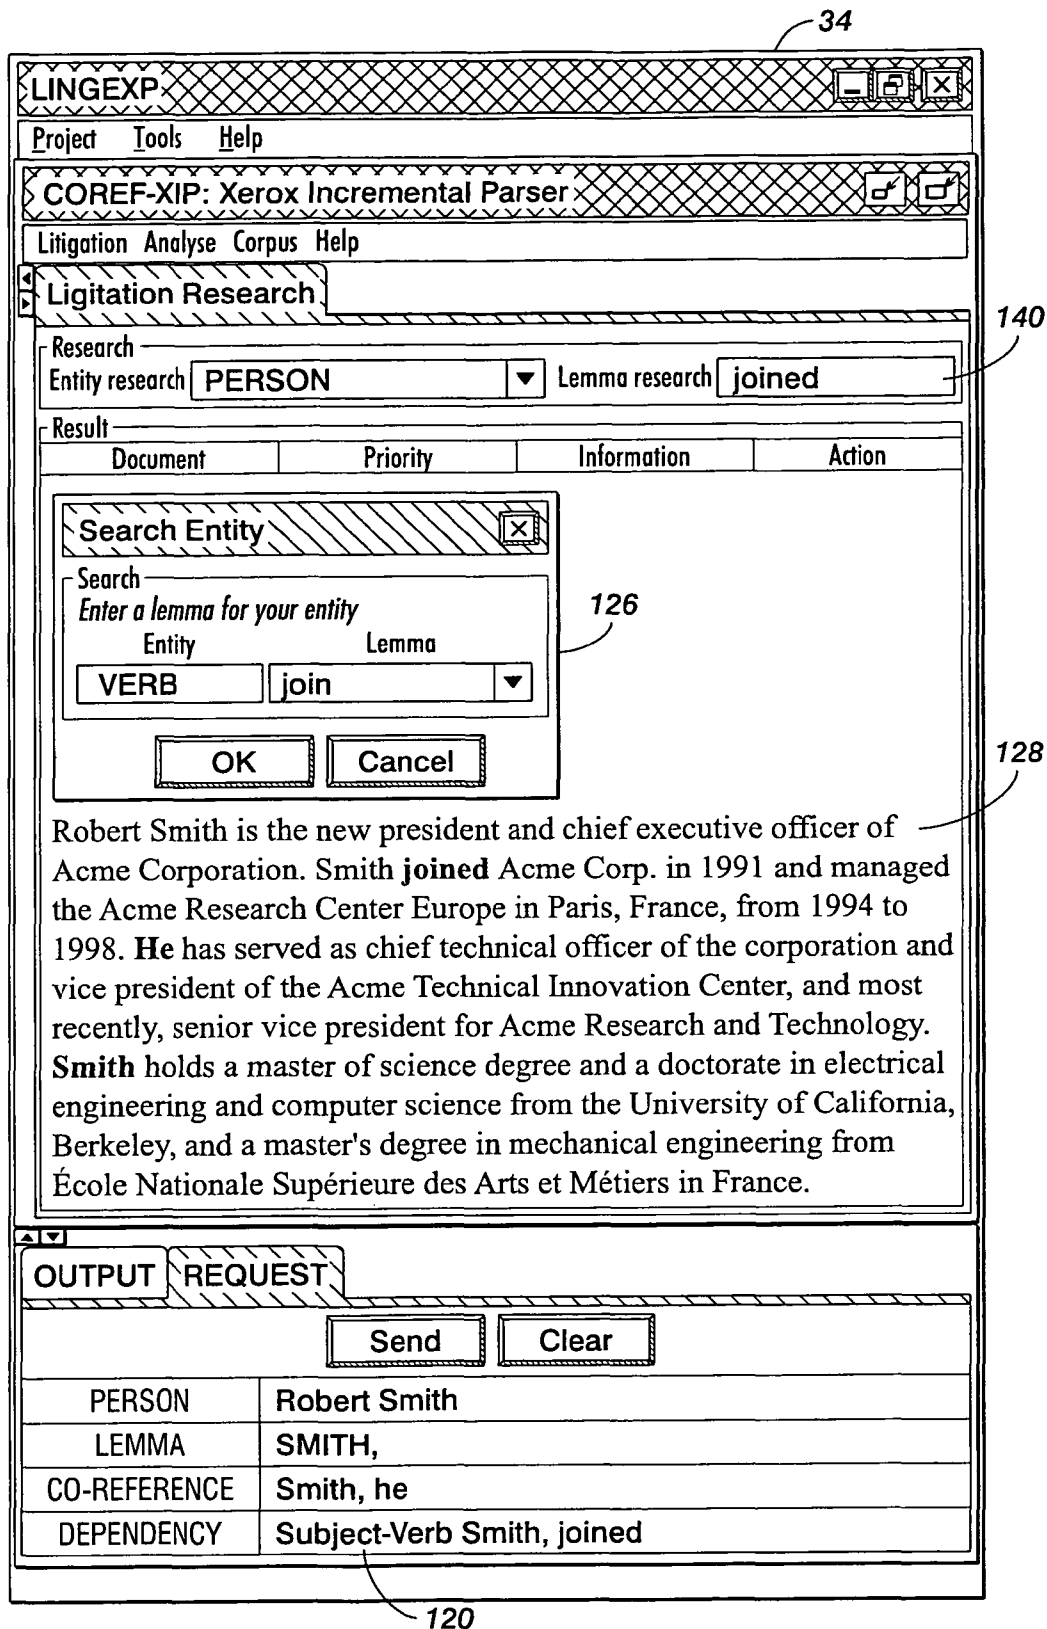 34
LINGEXP
Project Tools Help
COREF-XIP: Xerox Incremental Parser
Litigation Analyse Corpus Help
Ligitation Research
140
Research
Entity research PERSON Lemma research joined
Result
Document Priority Information Action
Search Entity
Search
Enter a lemma for your entity
126
Entity Lemma
VERB join
OK Cancel
128
Robert Smith is the new president and chief executive officer of
Acme Corporation. Smith joined Acme Corp. in 1991 and managed
the Acme Research Center Europe in Paris, France, from 1994 to
1998. He has served as chief technical officer of the corporation and
vice president of the Acme Technical Innovation Center, and most
recently, senior vice president for Acme Research and Technology.
Smith holds a master of science degree and a doctorate in electrical
engineering and computer science from the University of California,
Berkeley, and a master's degree in mechanical engineering from
École Nationale Supérieure des Arts et Métiers in France.
OUTPUT REQUEST
Send Clear
PERSON Robert Smith
LEMMA SMITH,
CO-REFERENCE Smith, he
DEPENDENCY Subject-Verb Smith, joined
120